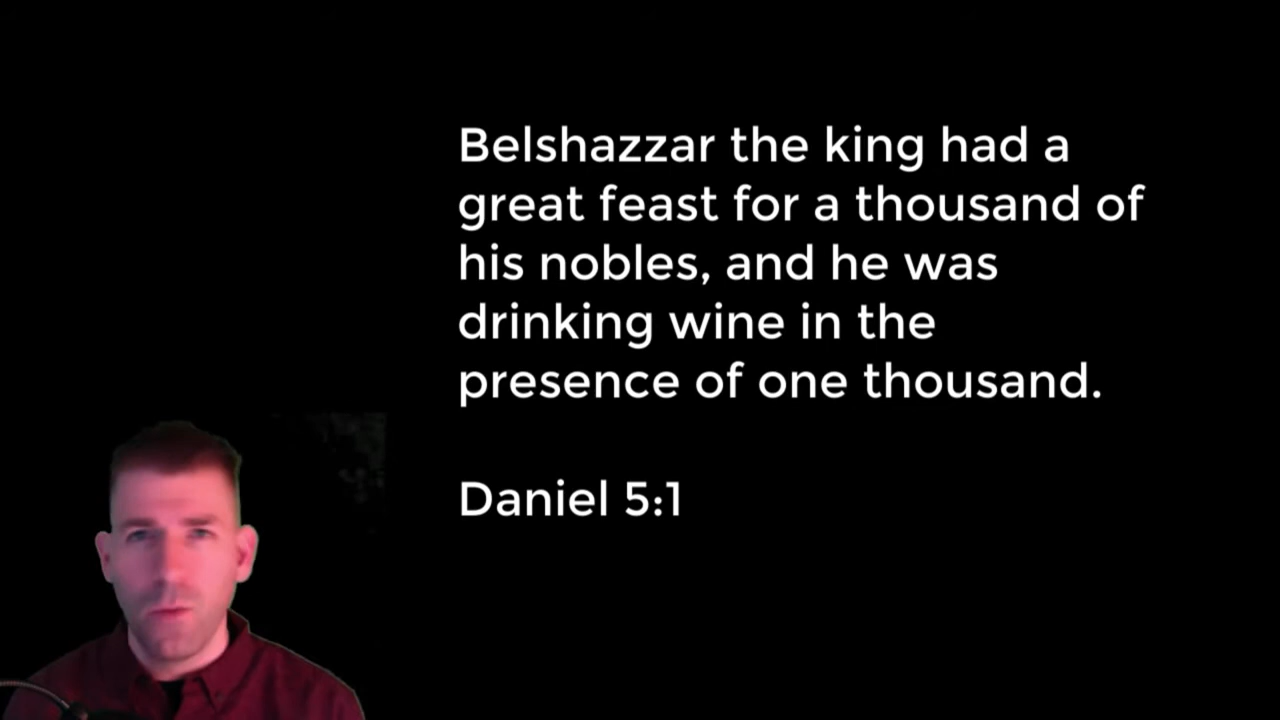 Belshazzar the king had a
great feast for a thousand of
his nobles, and he was
drinking wine in the
presence of one thousand.
Daniel 5:1